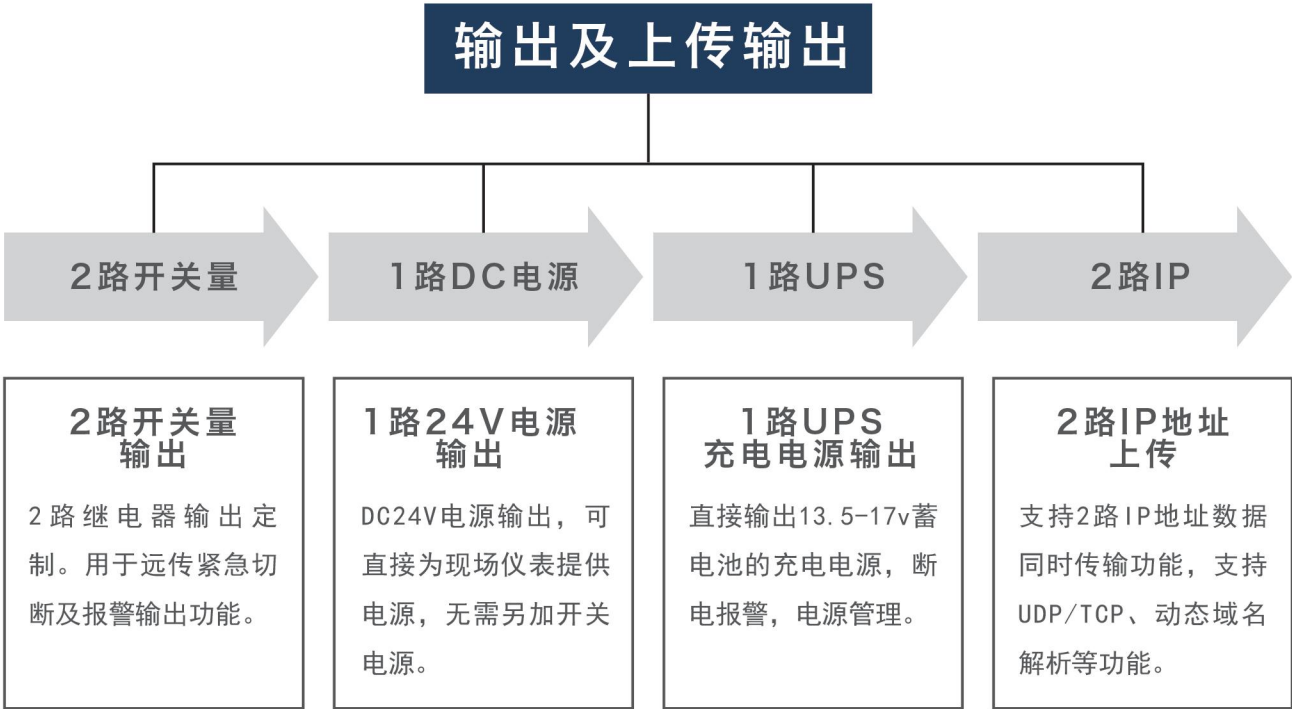 输出及上传输出
2路开关量
1路DC电源
1路UPS
2路IP
2路开关量
输出
2路继电器输出定
制。用于远传紧急切
断及报警输出功能。
1路24V电源
输出
DC24V电源输出，可
直接为现场仪表提供
电源，无需另加开关
电源。
1路UPS
充电电源输出
直接输出13.5-17v蓄
电池的充电电源，断
电报警，电源管理。
2路IP地址
上传
支持2路IP地址数据
同时传输功能，支持
UDP/TCP、动态域名
解析等功能。